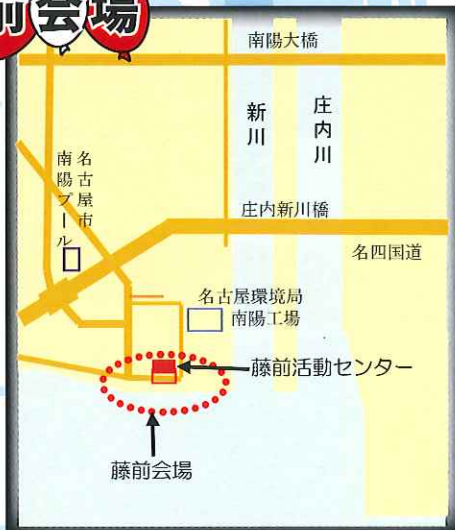 前会場
南陽大橋
新川
庄内川
名古屋市
南陽プール
庄内新川橋
名四国道
名古屋環境局
南陽工場
藤前活動センター
藤前会場